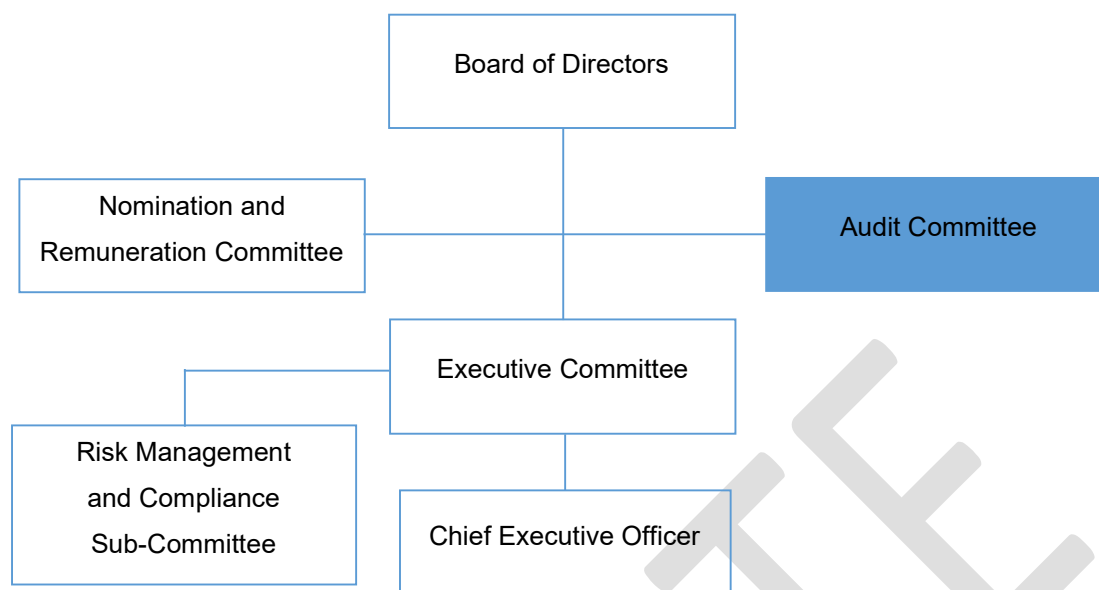 Board of Directors
Nomination and
Remuneration Committee
Audit Committee
Executive Committee
Risk Management
and Compliance
Sub-Committee
Chief Executive Officer
TE